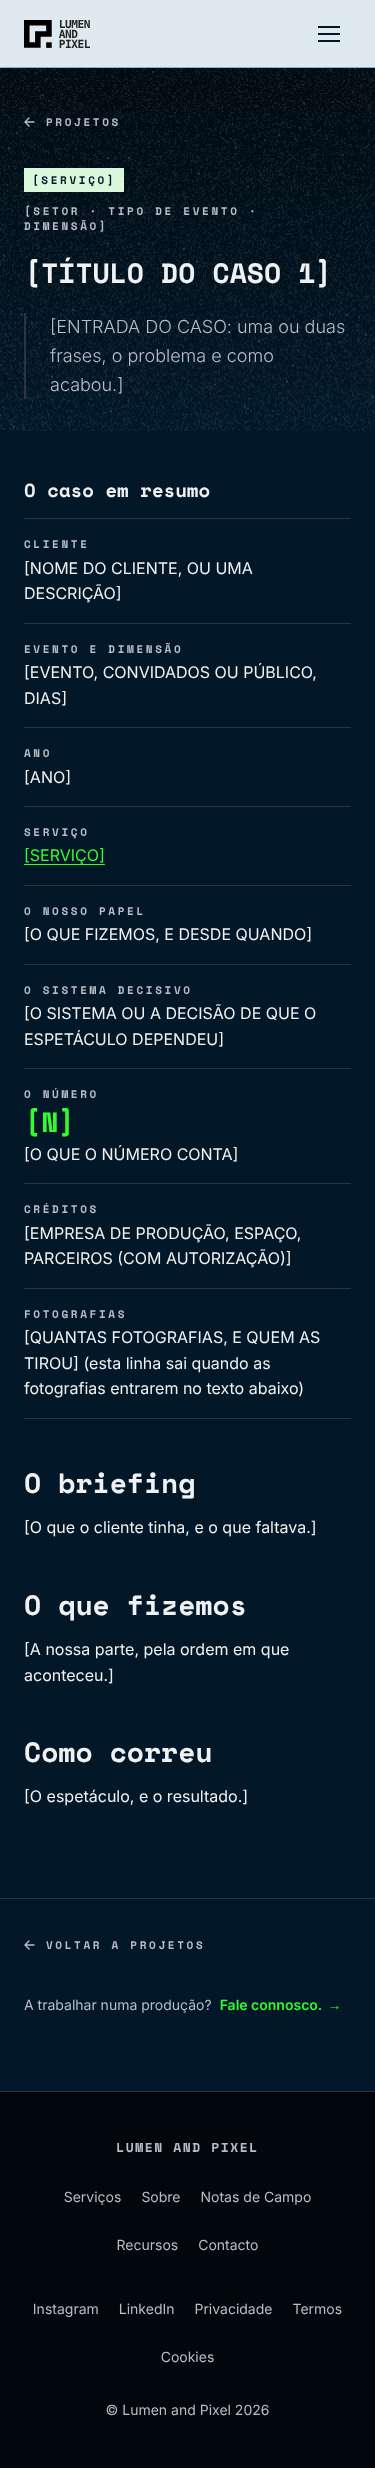 LUMEN
AND
PIXEL
← PROJETOS
[SERVIÇO]
[SETOR · TIPO DE EVENTO ·
DIMENSÃO]
[TÍTULO DO CASO 1]
[ENTRADA DO CASO: uma ou duas
frases, o problema e como
acabou.]
O caso em resumo
CLIENTE
[NOME DO CLIENTE, OU UMA
DESCRIÇÃO]
EVENTO E DIMENSÃO
[EVENTO, CONVIDADOS OU PÚBLICO,
DIAS]
ANO
[ANO]
SERVIÇO
[SERVIÇO]
O NOSSO PAPEL
[O QUE FIZEMOS, E DESDE QUANDO]
O SISTEMA DECISIVO
[O SISTEMA OU A DECISÃO DE QUE O
ESPETÁCULO DEPENDEU]
O NÚMERO
[N]
[O QUE O NÚMERO CONTA]
CRÉDITOS
[EMPRESA DE PRODUÇÃO, ESPAÇO,
PARCEIROS (COM AUTORIZAÇÃO)]
FOTOGRAFIAS
[QUANTAS FOTOGRAFIAS, E QUEM AS
TIROU] (esta linha sai quando as
fotografias entrarem no texto abaixo)
O briefing
[O que o cliente tinha, e o que faltava.]
O que fizemos
[A nossa parte, pela ordem em que
aconteceu.]
Como correu
[O espetáculo, e o resultado.]
← VOLTAR A PROJETOS
A trabalhar numa produção? Fale connosco. →
LUMEN AND PIXEL
Serviços Sobre Notas de Campo
Recursos Contacto
Instagram LinkedIn Privacidade Termos
Cookies
© Lumen and Pixel 2026